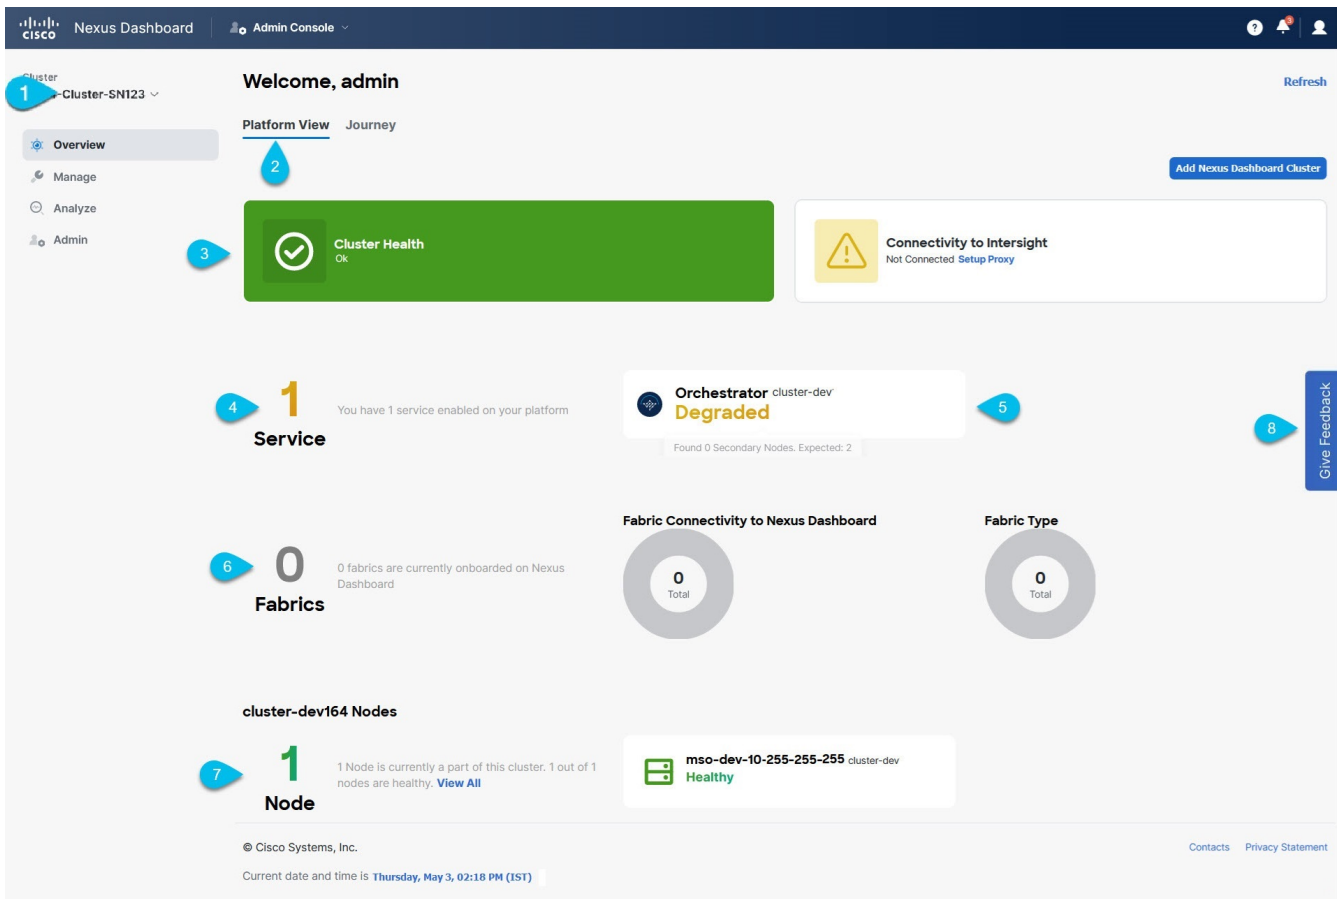 cisco Nexus Dashboard Admin Console 3
Cluster
1 -Cluster-SN123
Overview
Manage
Analyze
Admin
Welcome, admin
Refresh
Platform View Journey
2
Add Nexus Dashboard Cluster
3
Cluster Health
Ok
Connectivity to Intersight
Not Connected Setup Proxy
4
1
Service
You have 1 service enabled on your platform
Orchestrator cluster-dev
Degraded
Found 0 Secondary Nodes. Expected: 2
5
8
Give Feedback
6
0
Fabrics
0 fabrics are currently onboarded on Nexus
Dashboard
Fabric Connectivity to Nexus Dashboard
0
Total
Fabric Type
0
Total
cluster-dev164 Nodes
7
1
Node
1 Node is currently a part of this cluster. 1 out of 1
nodes are healthy. View All
mso-dev-10-255-255-255 cluster-dev
Healthy
© Cisco Systems, Inc.
Contacts Privacy Statement
Current date and time is Thursday, May 3, 02:18 PM (IST)